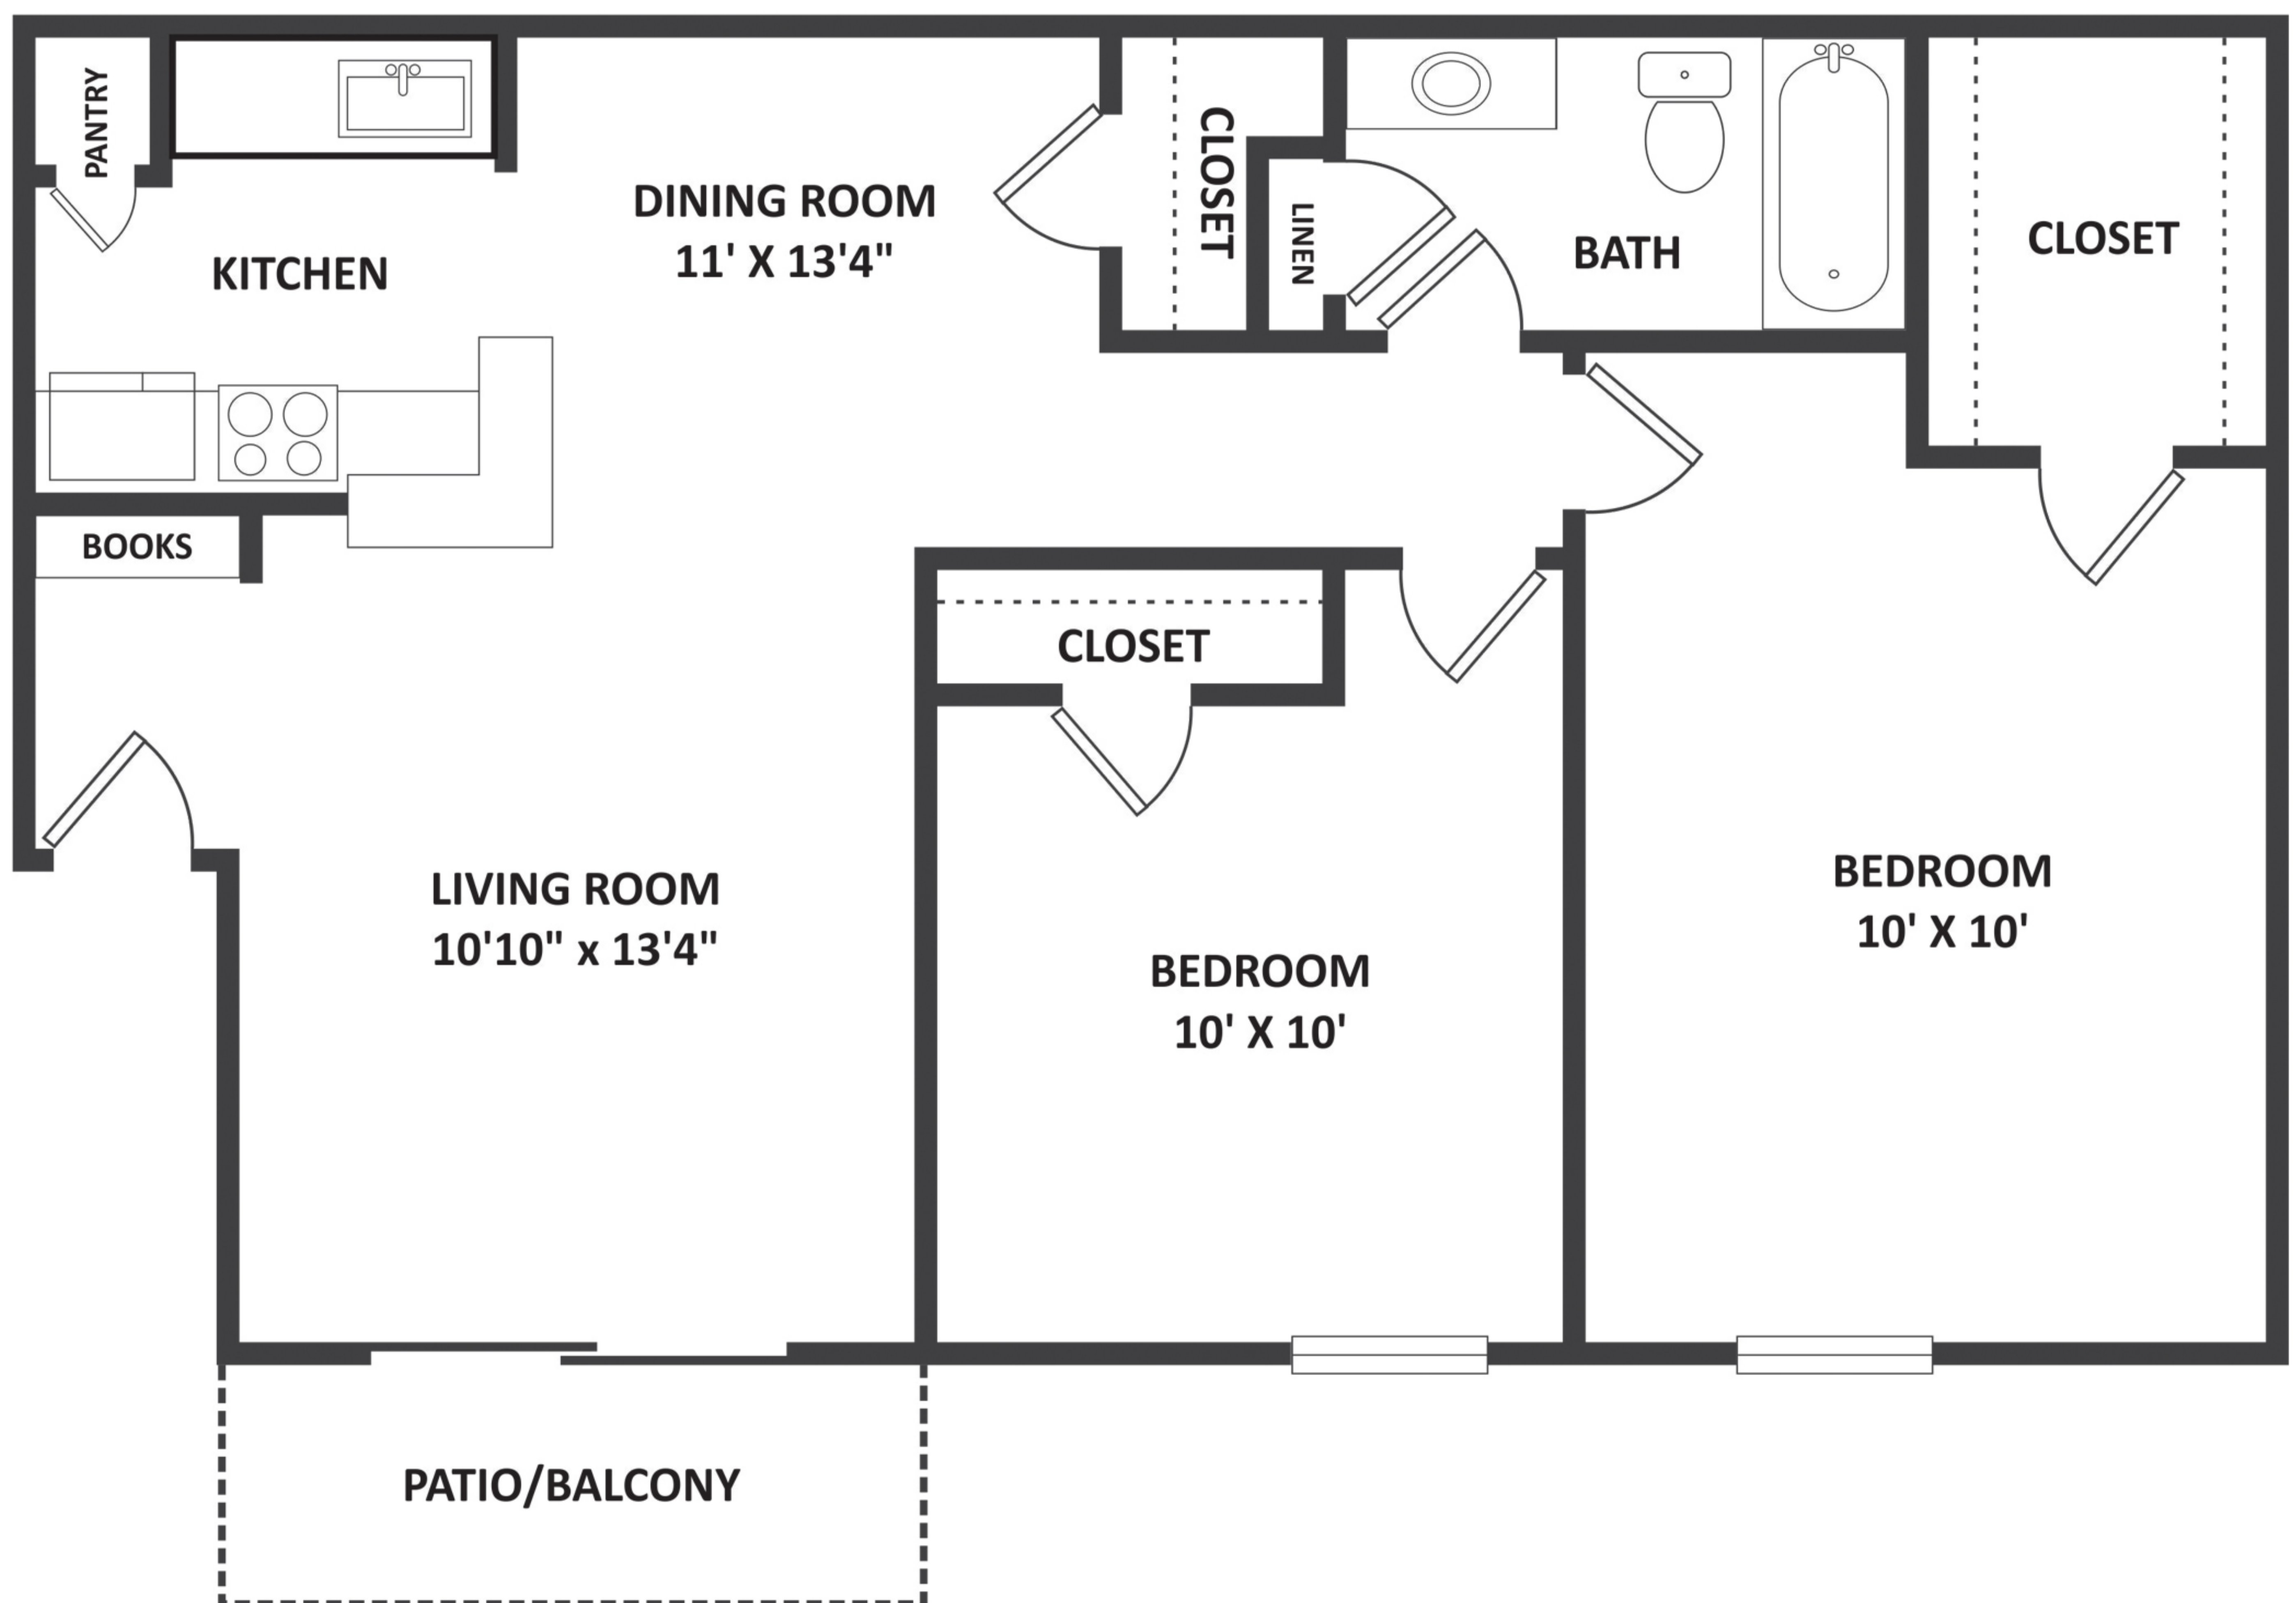 PANTRY
KITCHEN
DINING ROOM
11' X 13'4"
CLOSET
LINEN
BATH
CLOSET
BOOKS
CLOSET
LIVING ROOM
10'10" x 13'4"
BEDROOM
10' X 10'
BEDROOM
10' X 10'
PATIO/BALCONY